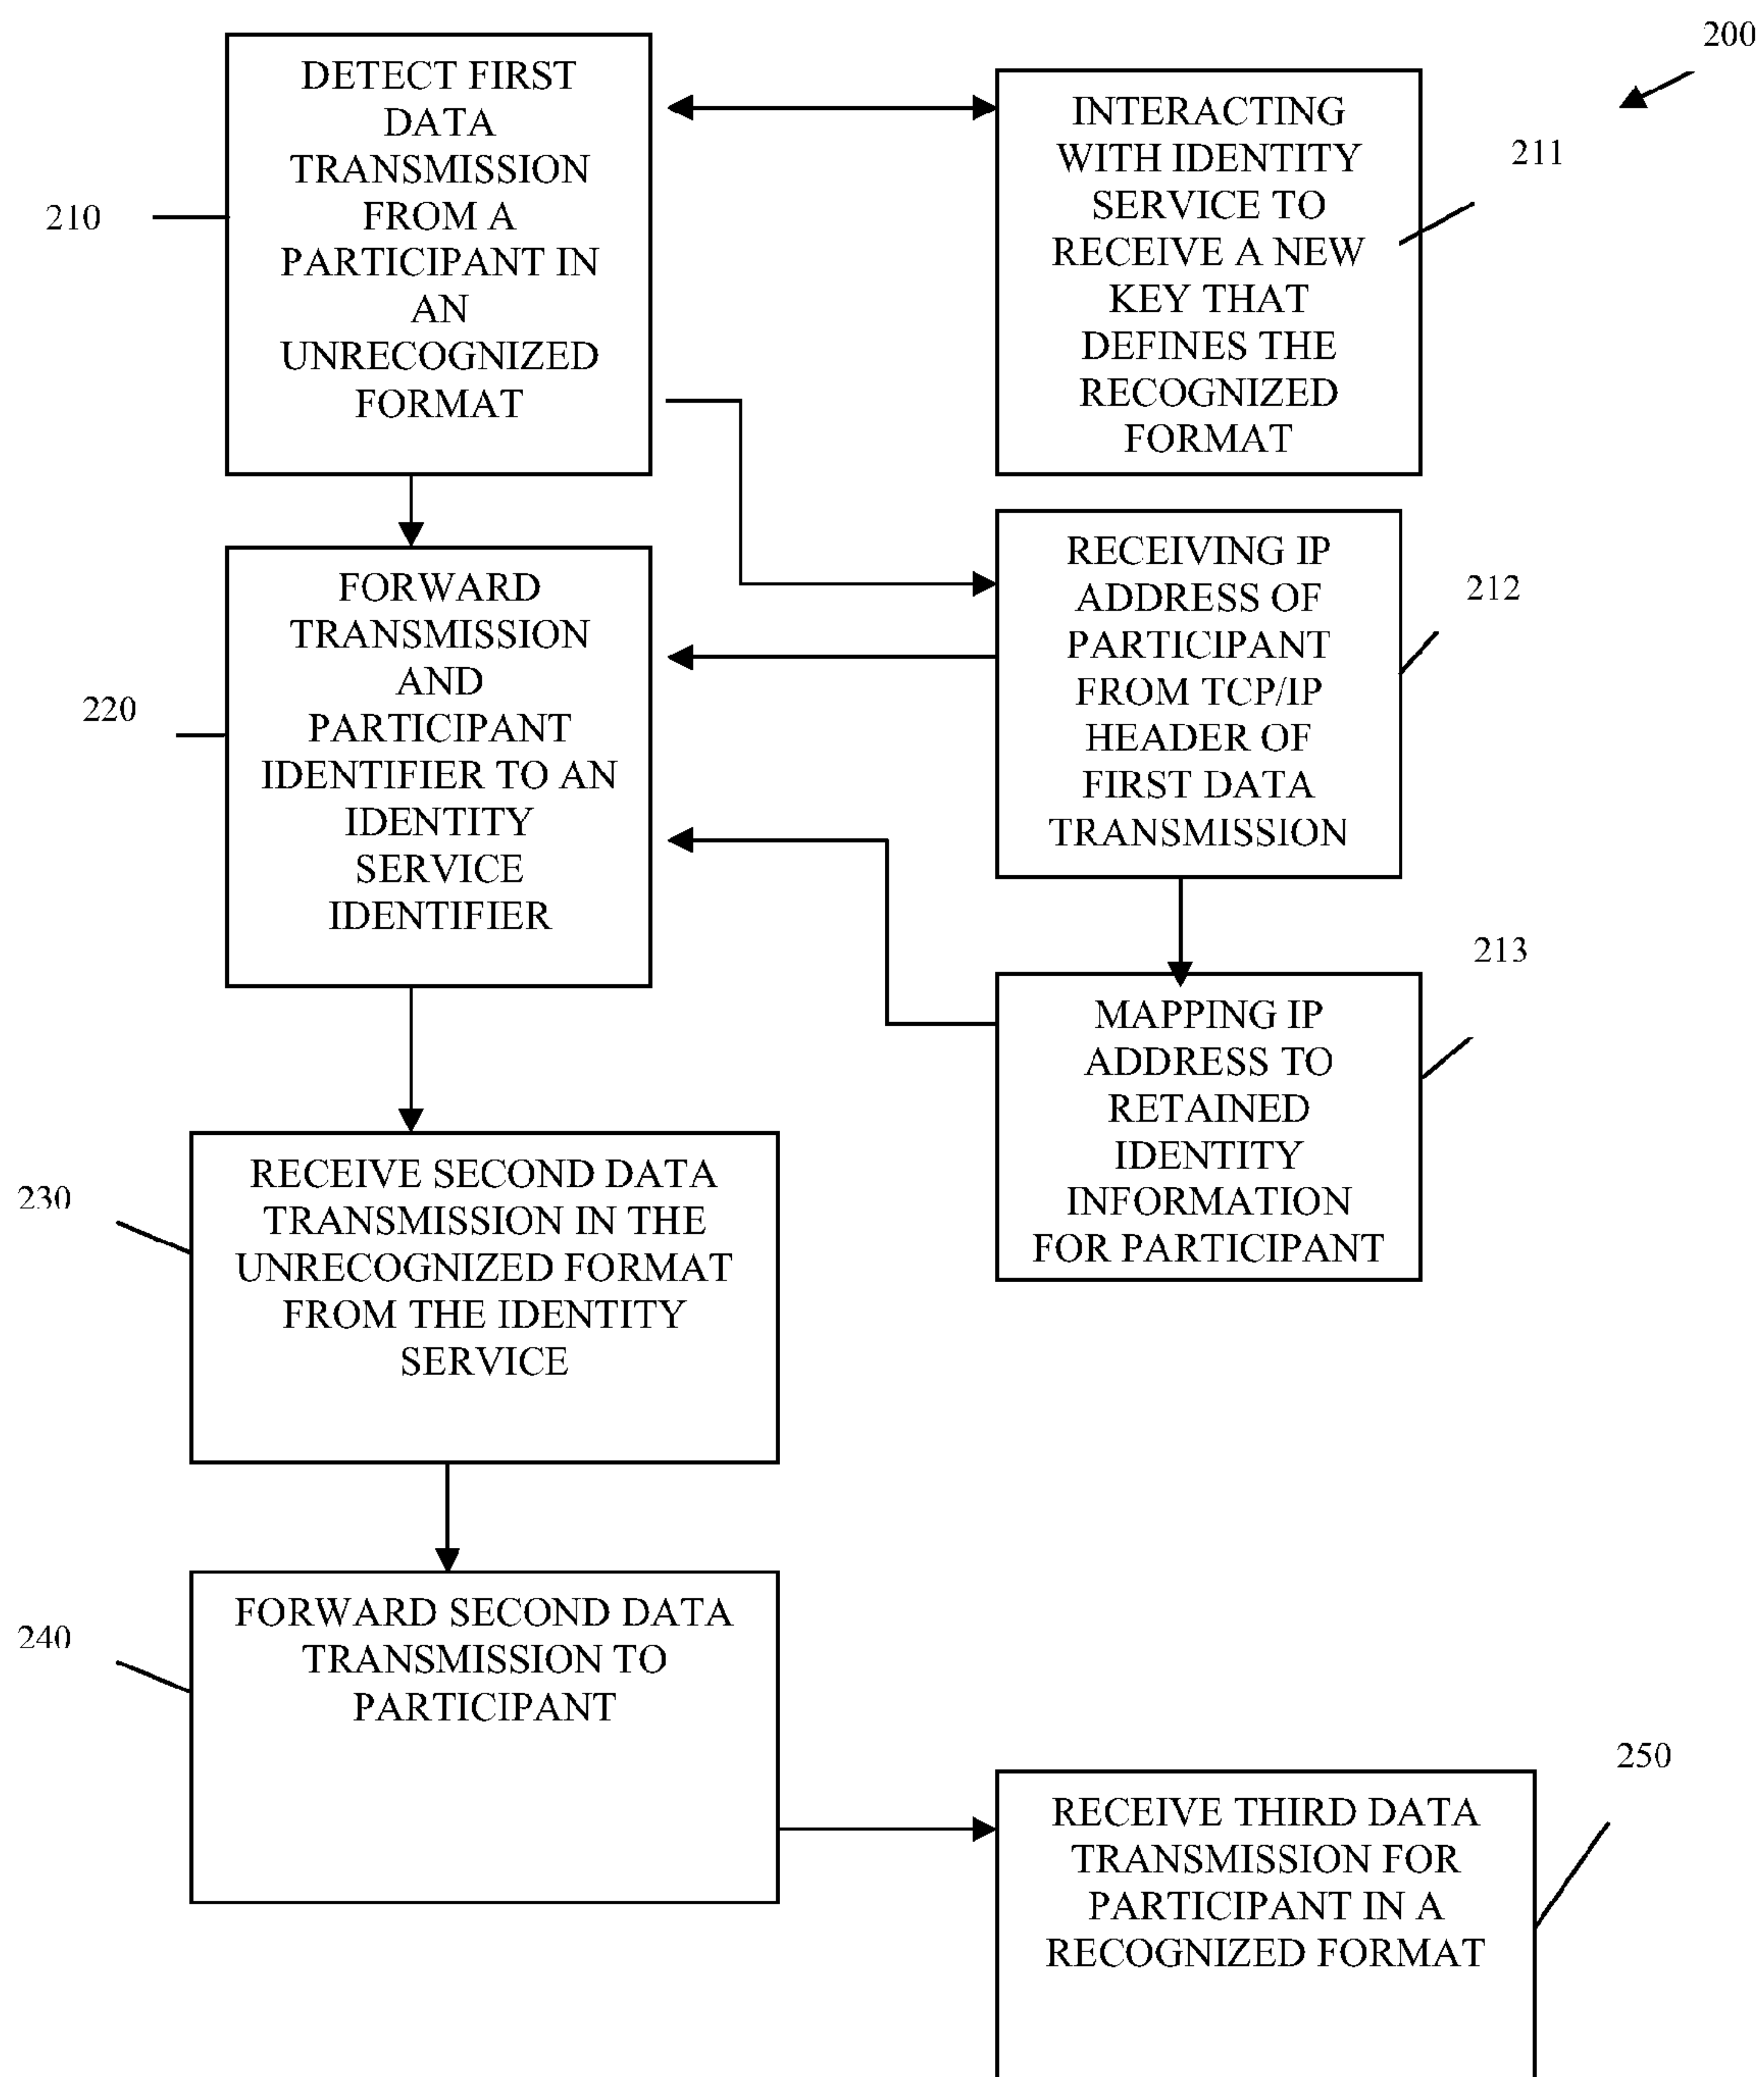 200
DETECT FIRST
DATA
TRANSMISSION
FROM A
PARTICIPANT IN
AN
UNRECOGNIZED
FORMAT
210
INTERACTING
WITH IDENTITY
SERVICE TO
RECEIVE A NEW
KEY THAT
DEFINES THE
RECOGNIZED
FORMAT
211
FORWARD
TRANSMISSION
AND
PARTICIPANT
IDENTIFIER TO AN
IDENTITY
SERVICE
IDENTIFIER
220
RECEIVING IP
ADDRESS OF
PARTICIPANT
FROM TCP/IP
HEADER OF
FIRST DATA
TRANSMISSION
212
MAPPING IP
ADDRESS TO
RETAINED
IDENTITY
INFORMATION
FOR PARTICIPANT
213
RECEIVE SECOND DATA
TRANSMISSION IN THE
UNRECOGNIZED FORMAT
FROM THE IDENTITY
SERVICE
230
FORWARD SECOND DATA
TRANSMISSION TO
PARTICIPANT
240
RECEIVE THIRD DATA
TRANSMISSION FOR
PARTICIPANT IN A
RECOGNIZED FORMAT
250